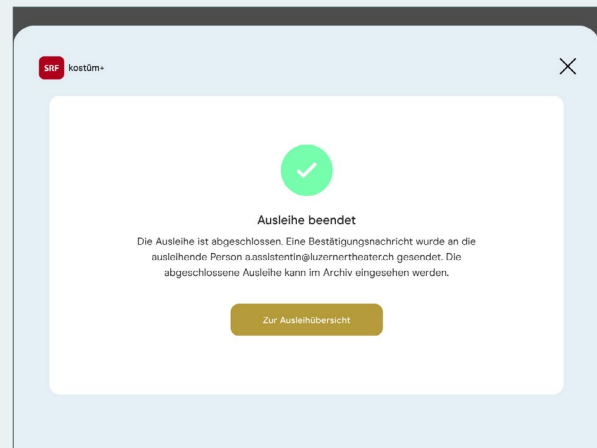 SRF kostüm+
Ausleihe beendet
Die Ausleihe ist abgeschlossen. Eine Bestätigungsnachricht wurde an die
ausleihende Person a.assistentin@luzernertheater.ch gesendet. Die
abgeschlossene Ausleihe kann im Archiv eingesehen werden.
Zur Ausleihübersicht